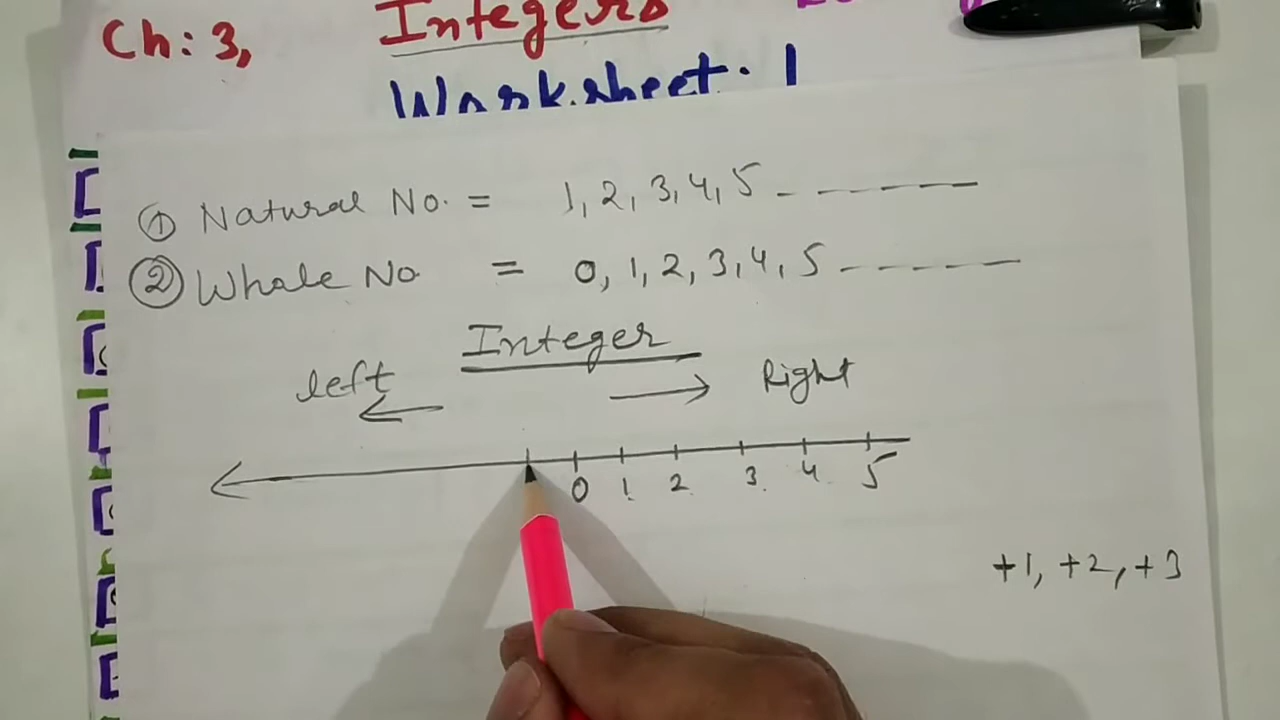 Ch: 3, Integers
Worksheet. 1
① Natural No. = 1, 2, 3, 4, 5 - - - - - -
② Whole No = 0, 1, 2, 3, 4, 5 - - - - - - -
Integer
left Right
0 1 2 3 4 5
+1, +2, +3